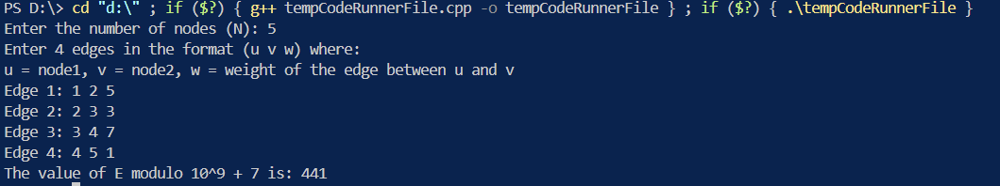 PS D:\> cd "d:\" ; if ($?) { g++ tempCodeRunnerFile.cpp -o tempCodeRunnerFile } ; if ($?) { .\tempCodeRunnerFile }
Enter the number of nodes (N): 5
Enter 4 edges in the format (u v w) where:
u = node1, v = node2, w = weight of the edge between u and v
Edge 1: 1 2 5
Edge 2: 2 3 3
Edge 3: 3 4 7
Edge 4: 4 5 1
The value of E modulo 10^9 + 7 is: 441